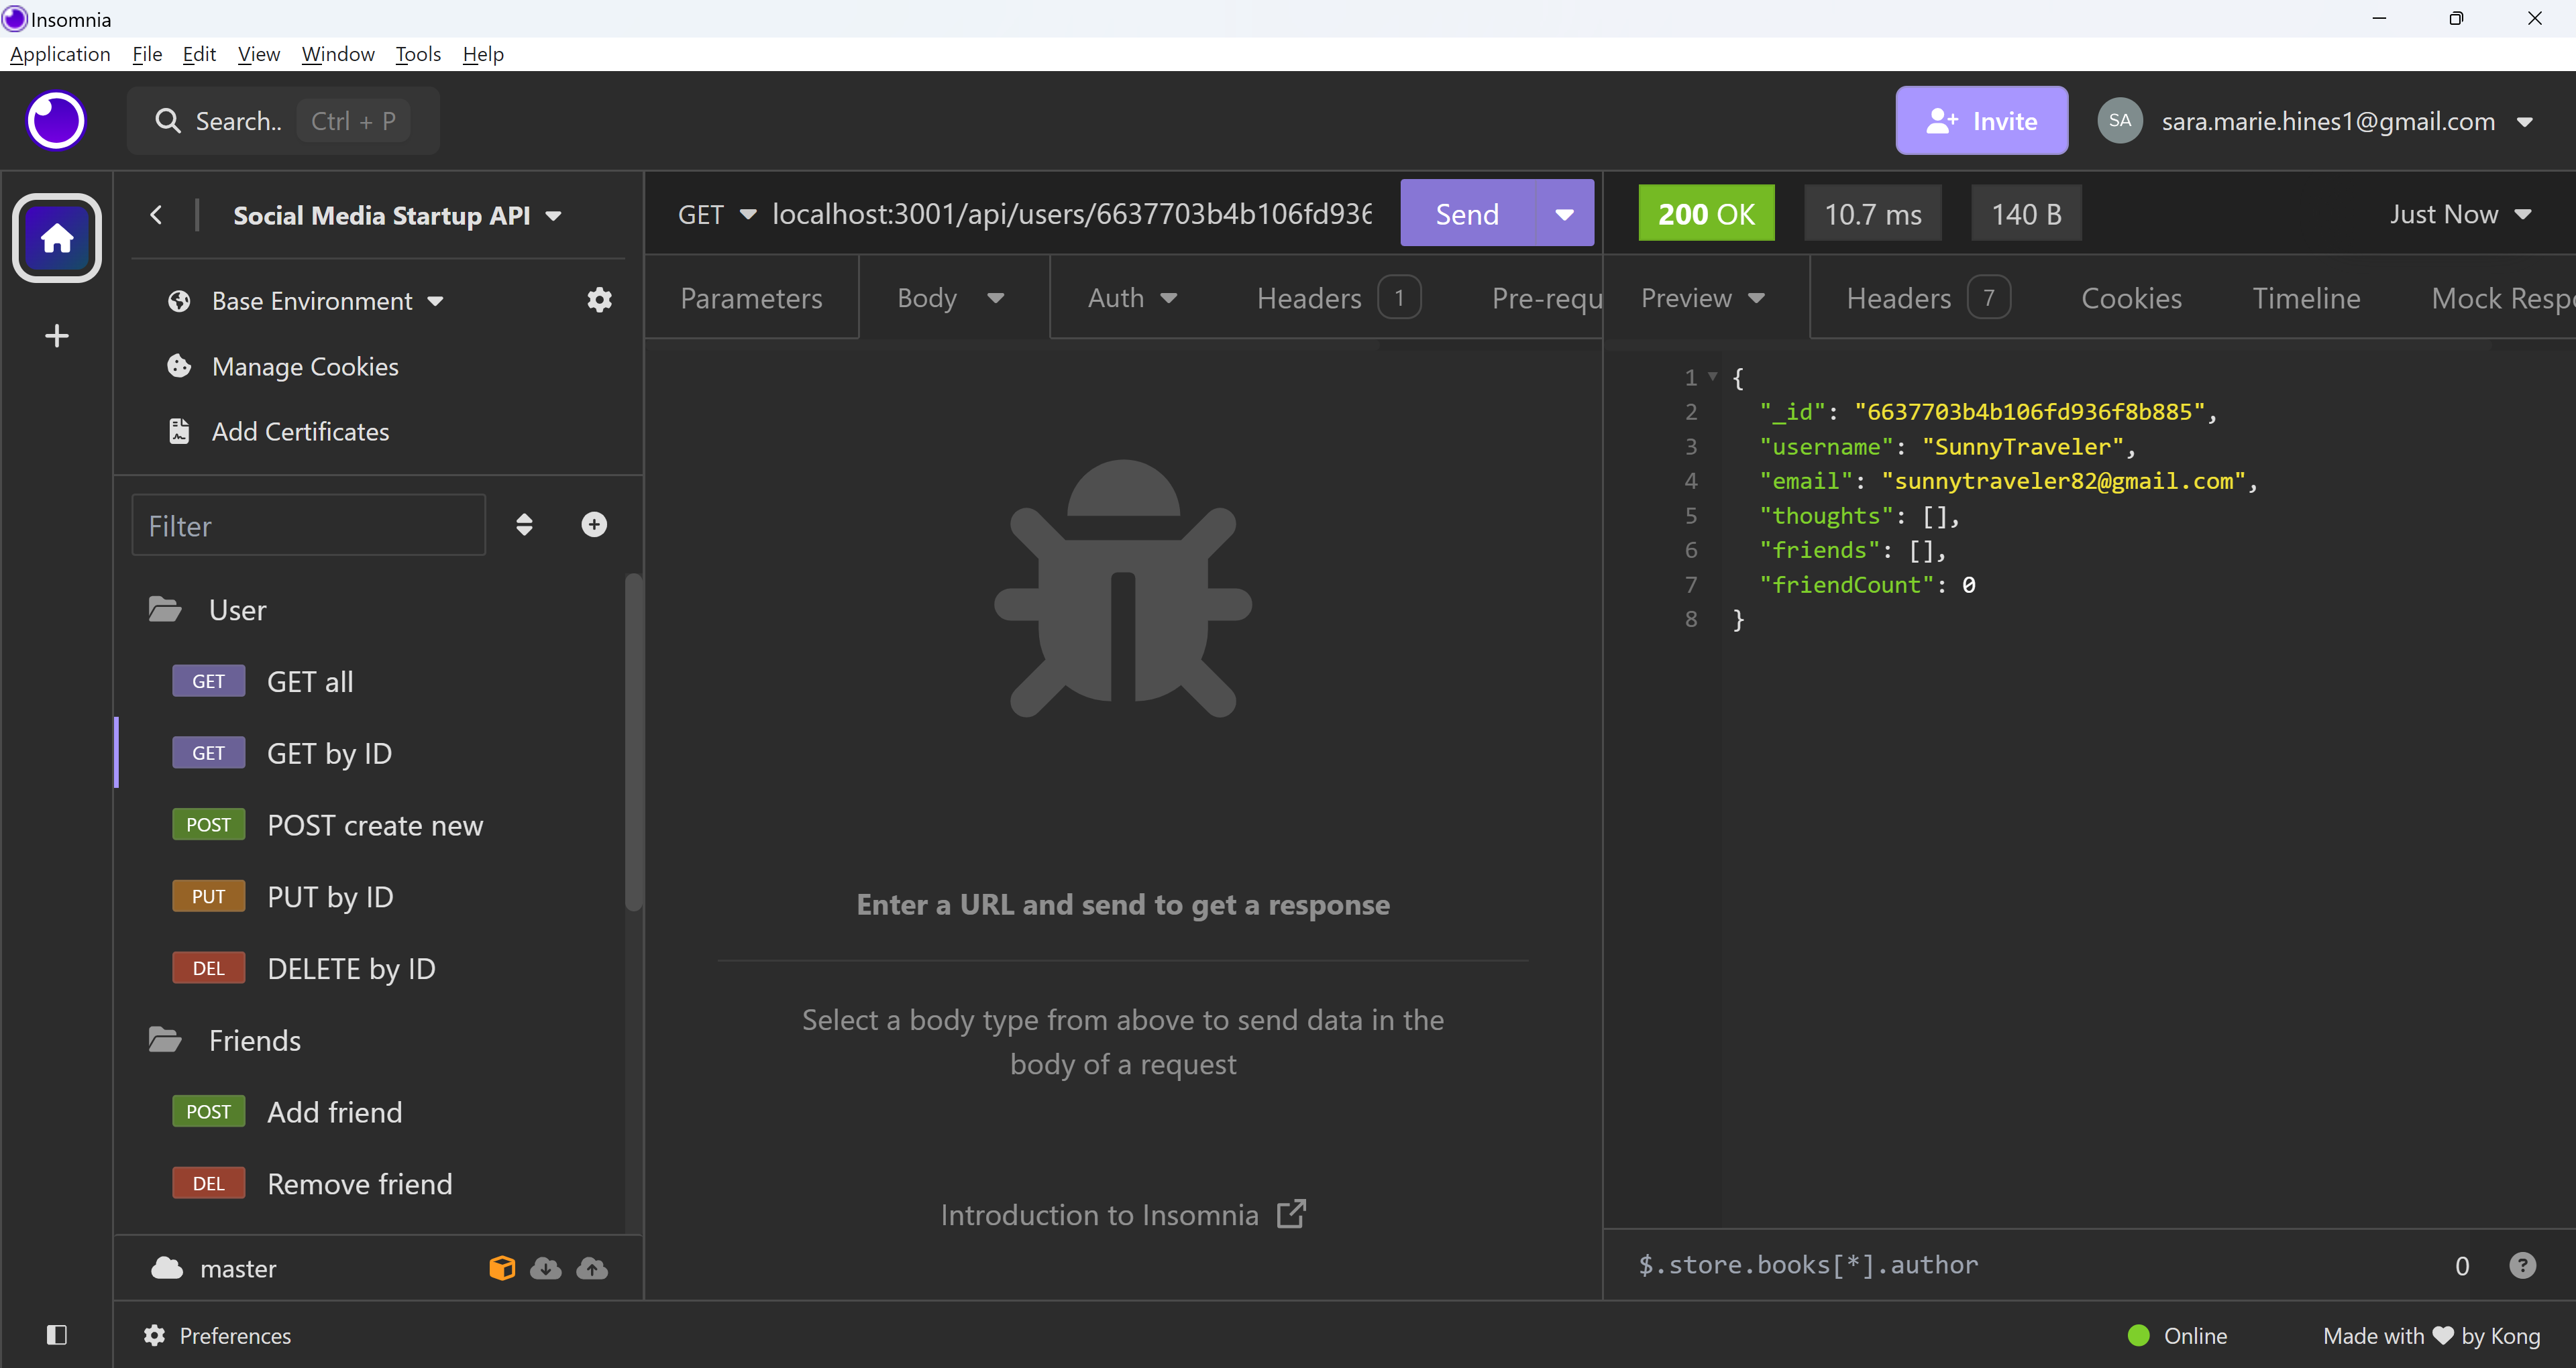 Insomnia
Application File Edit View Window Tools Help
Search.. Ctrl + P
Invite
SA sara.marie.hines1@gmail.com
Social Media Startup API
Base Environment
Manage Cookies
Add Certificates
Filter
User
GET GET all
GET GET by ID
POST POST create new
PUT PUT by ID
DEL DELETE by ID
Friends
POST Add friend
DEL Remove friend
master
GET localhost:3001/api/users/6637703b4b106fd936 Send
Parameters Body Auth Headers 1 Pre-requ
Enter a URL and send to get a response
Select a body type from above to send data in the
body of a request
Introduction to Insomnia
200 OK 10.7 ms 140 B Just Now
Preview Headers 7 Cookies Timeline Mock Resp
1 {
2 "_id": "6637703b4b106fd936f8b885",
3 "username": "SunnyTraveler",
4 "email": "sunnytraveler82@gmail.com",
5 "thoughts": [],
6 "friends": [],
7 "friendCount": 0
8 }
$.store.books[*].author 0 ?
Preferences
Online Made with ❤ by Kong